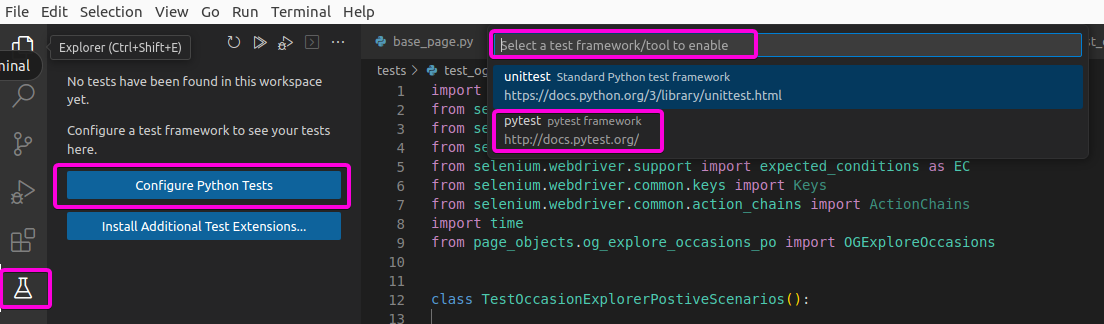 File Edit Selection View Go Run Terminal Help
Explorer (Ctrl+Shift+E)
minal
No tests have been found in this workspace
yet.
Configure a test framework to see your tests
here.
Configure Python Tests
Install Additional Test Extensions...
base_page.py
Select a test framework/tool to enable
unittest Standard Python test framework
https://docs.python.org/3/library/unittest.html
pytest pytest framework
http://docs.pytest.org/
tests > test_og
1 import
2 from se
3 from se
4 from se
5 from selenium.webdriver.support import expected_conditions as EC
6 from selenium.webdriver.common.keys import Keys
7 from selenium.webdriver.common.action_chains import ActionChains
8 import time
9 from page_objects.og_explore_occasions_po import OGExploreOccasions
10
11
12 class TestOccasionExplorerPostiveScenarios():
13